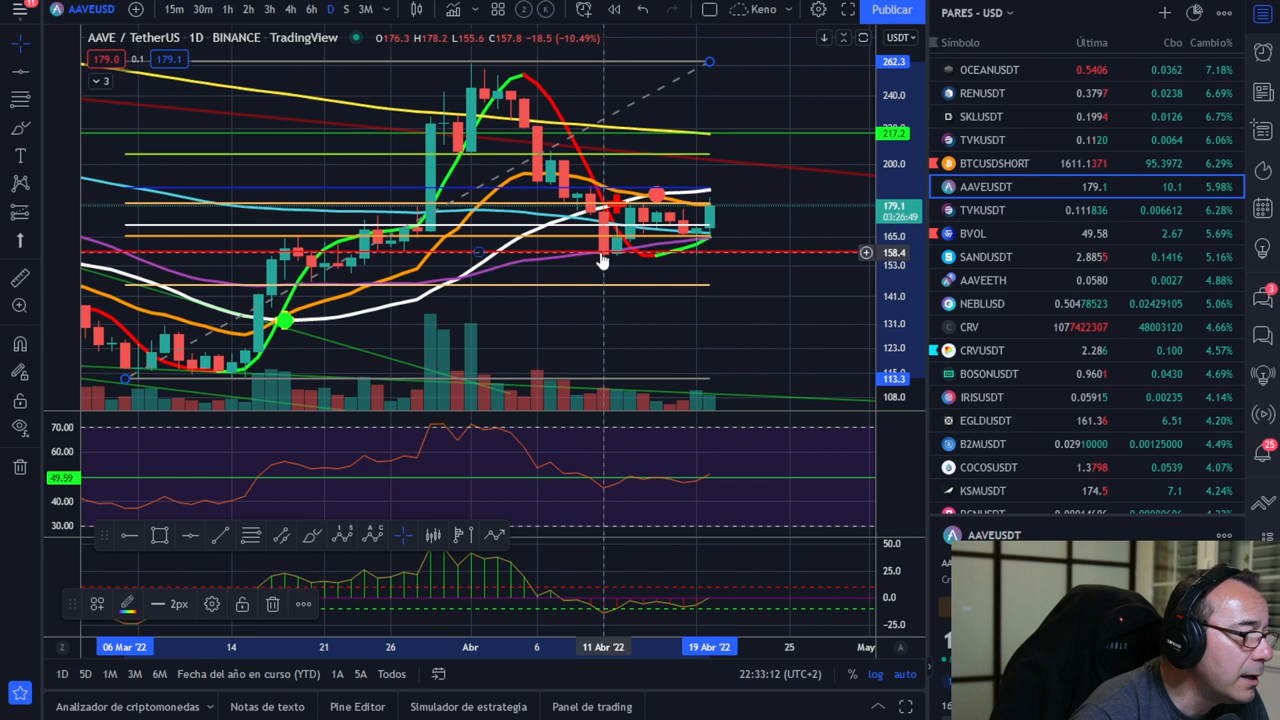 11
AAVEUSD
15m 30m 1h 2h 3h 4h 6h D S 3M
2
K
Keno
Publicar
AAVE / TetherUS · 1D · BINANCE · TradingView
O176.3 H178.2 L155.6 C157.8 −18.5 (−10.49%)
USDT
179.0 0.1 179.1
3
262.3
240.0
217.2
200.0
179.1
03:26:49
165.0
158.4
153.0
141.0
131.0
123.0
113.3
108.0
70.00
60.00
49.59
40.00
30.00
2px
50.0
25.0
0.0
−25.0
Z
06 Mar '22
14
21
26
Abr
6
11 Abr '22
19 Abr '22
25
May
A
1D 5D 1M 3M 6M Fecha del año en curso (YTD) 1A 5A Todos
22:33:12 (UTC+2)
% log auto
Analizador de criptomonedas
Notas de texto
Pine Editor
Simulador de estrategia
Panel de trading
PARES - USD
Símbolo Última Cbo Cambio%
OCEANUSDT 0.5406 0.0362 7.18%
RENUSDT 0.3797 0.0238 6.69%
SKLUSDT 0.1994 0.0126 6.75%
TVKUSDT 0.1120 0.0064 6.06%
BTCUSDSHORT 1611.1371 95.3972 6.29%
AAVEUSDT 179.1 10.1 5.98%
TVKUSDT 0.111836 0.006612 6.28%
BVOL 49.58 2.67 5.69%
SANDUSDT 2.8855 0.1416 5.16%
AAVEETH 0.0580 0.0027 4.88%
NEBLUSD 0.50478523 0.02429105 5.06%
CRV 1077422307 48003120 4.66%
CRVUSDT 2.286 0.100 4.57%
BOSONUSDT 0.9601 0.0430 4.34%
IRISUSDT 0.05915 0.00235 4.14%
EGLDUSDT 161.36 6.51 4.20%
B2MUSDT 0.02910000 0.00125000 4.49%
COCOSUSDT 1.3798 0.0539 4.07%
KSMUSDT 174.5 7.1 4.24%
AAVEUSDT
3
25